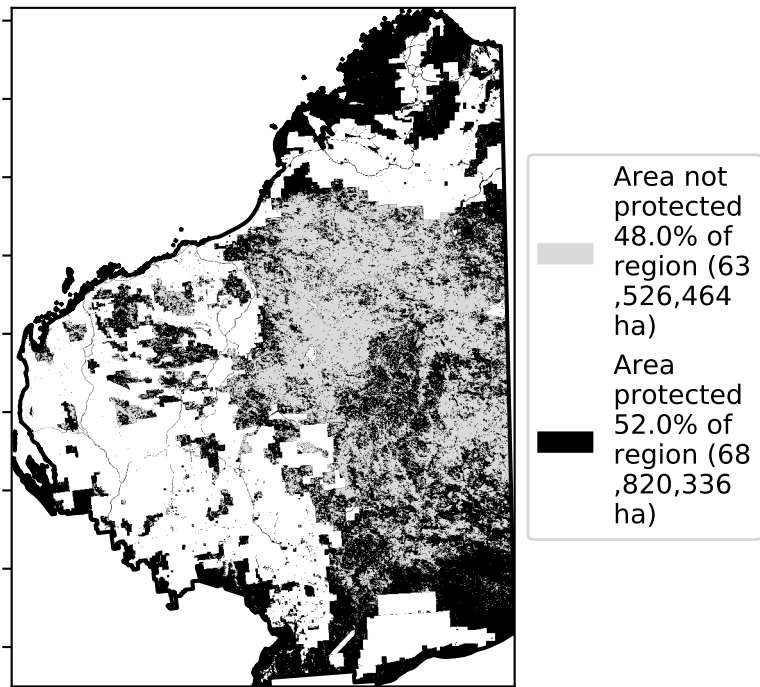 Area not
protected
48.0% of
region (63
,526,464
ha)
Area
protected
52.0% of
region (68
,820,336
ha)